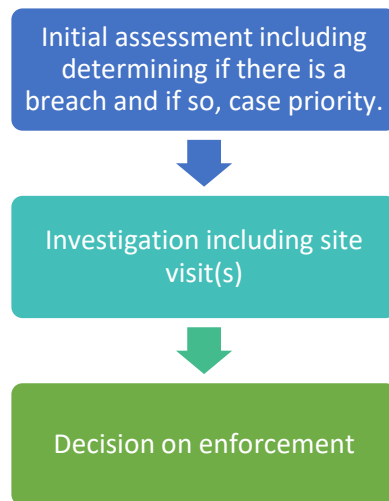 Initial assessment including
determining if there is a
breach and if so, case priority.
Investigation including site
visit(s)
Decision on enforcement